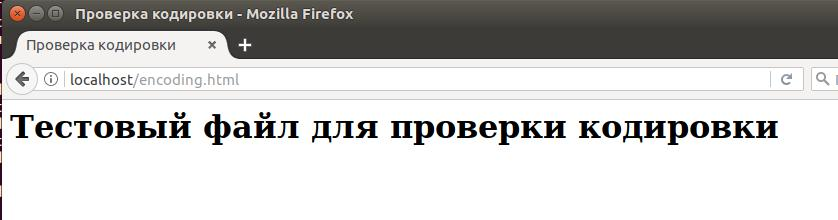 Проверка кодировки - Mozilla Firefox
Проверка кодировки
localhost/encoding.html
Тестовый файл для проверки кодировки